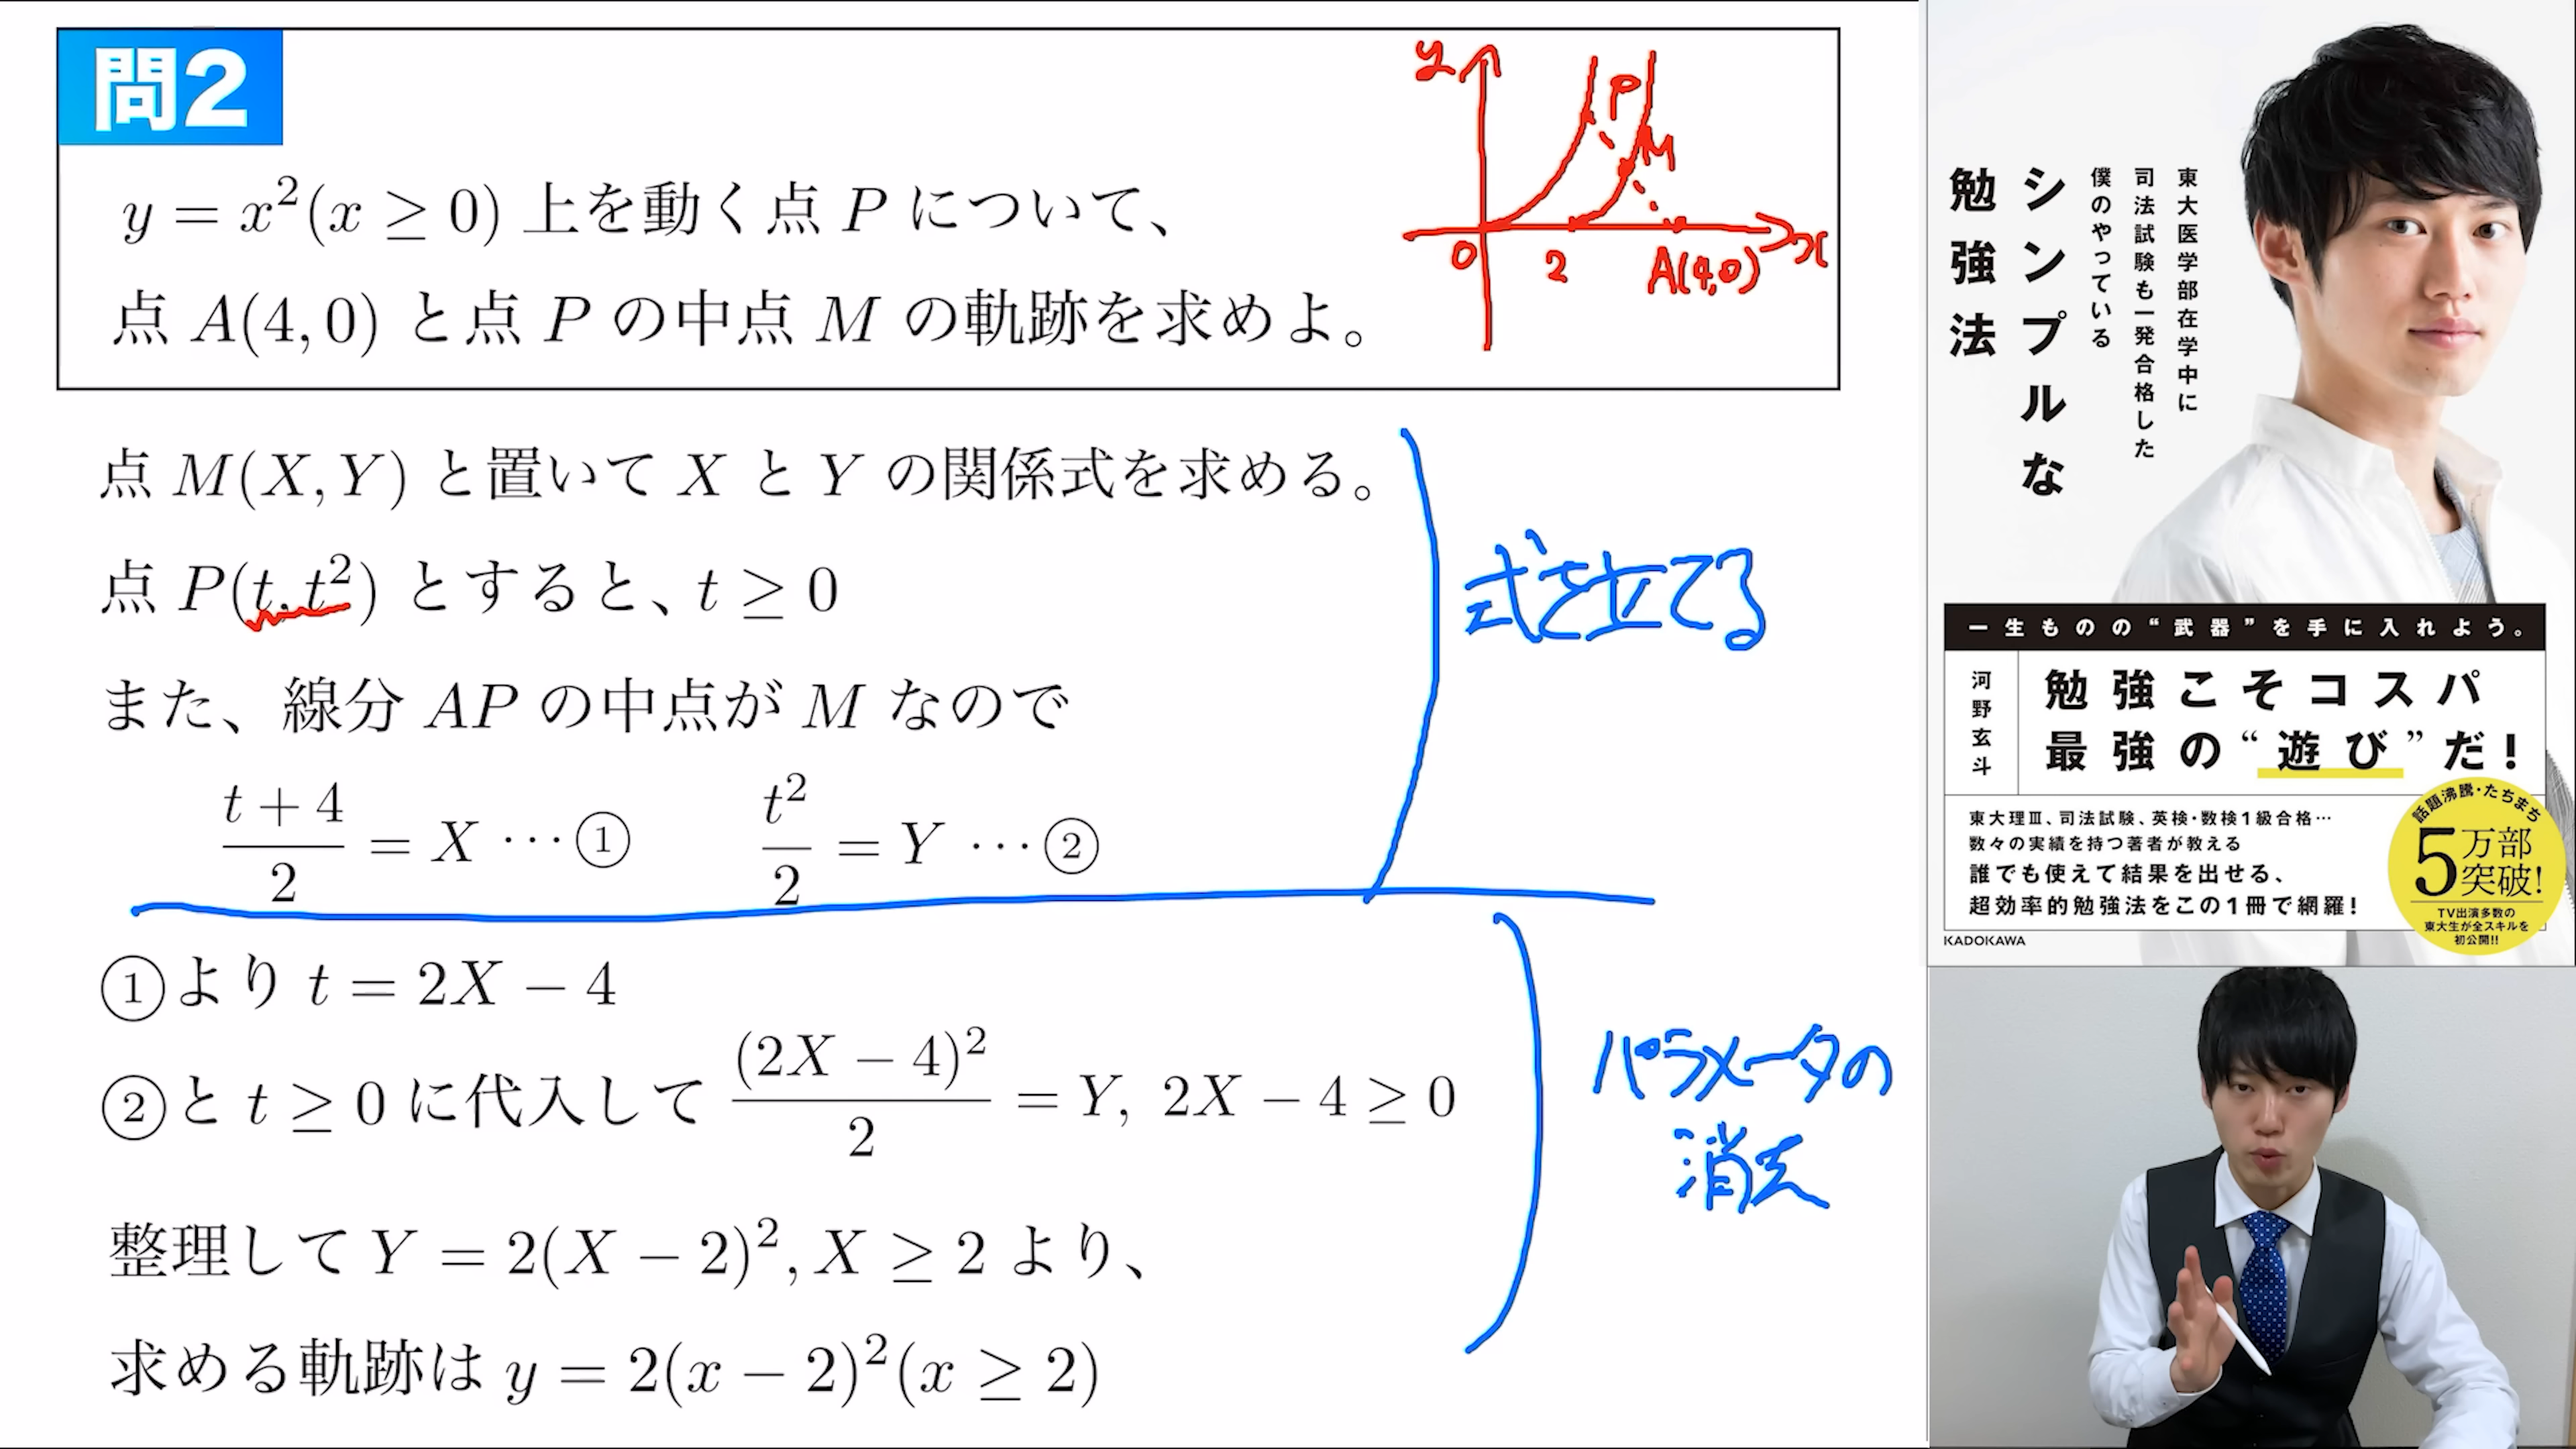 問2
y = x²(x ≥ 0) 上を動く点 P について、
点 A(4, 0) と点 P の中点 M の軌跡を求めよ。
y
P
M
0
2
A(4,0)
x
点 M(X, Y) と置いて X と Y の関係式を求める。
点 P(t, t²) とすると、t ≥ 0
また、線分 AP の中点が M なので
(t + 4)/2 = X ⋯① t²/2 = Y ⋯②
式を立てる
①より t = 2X − 4
②と t ≥ 0 に代入して (2X − 4)²/2 = Y, 2X − 4 ≥ 0
整理して Y = 2(X − 2)², X ≥ 2 より、
求める軌跡は y = 2(x − 2)²(x ≥ 2)
パラメータの
消去
東大医学部在学中に
司法試験も一発合格した
僕のやっている
シンプルな
勉強法
一生ものの“武器”を手に入れよう。
河野玄斗
勉強こそコスパ
最強の“遊び”だ!
東大理Ⅲ、司法試験、英検・数検1級合格…
数々の実績を持つ著者が教える
誰でも使えて結果を出せる、
超効率的勉強法をこの1冊で網羅!
話題沸騰・たちまち
5万部
突破!
TV出演多数の
東大生が全スキルを
初公開!!
KADOKAWA